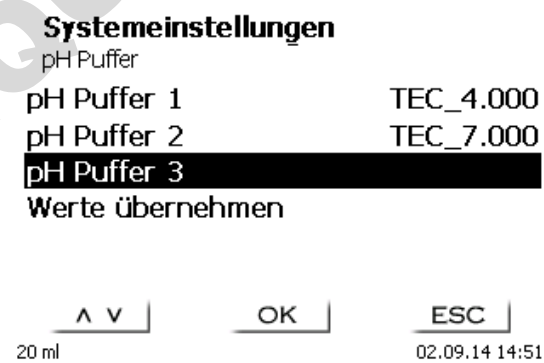 Systemeinstellungen
pH Puffer
pH Puffer 1 TEC_4.000
pH Puffer 2 TEC_7.000
pH Puffer 3
Werte übernehmen
∧ ∨ OK ESC
20 ml 02.09.14 14:51